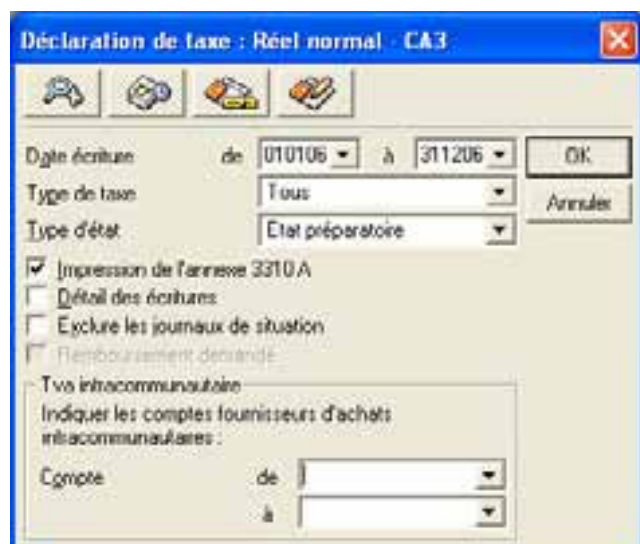 Déclaration de taxe : Réel normal - CA3
Date écriture de 010106 à 311206 OK
Type de taxe Tous Annuler
Type d'état Etat préparatoire
Impression de l'annexe 3310 A
Détail des écritures
Exclure les journaux de situation
Remboursement demandé
Tva intracommunautaire
Indiquer les comptes fournisseurs d'achats
intracommunautaires :
Compte de
à